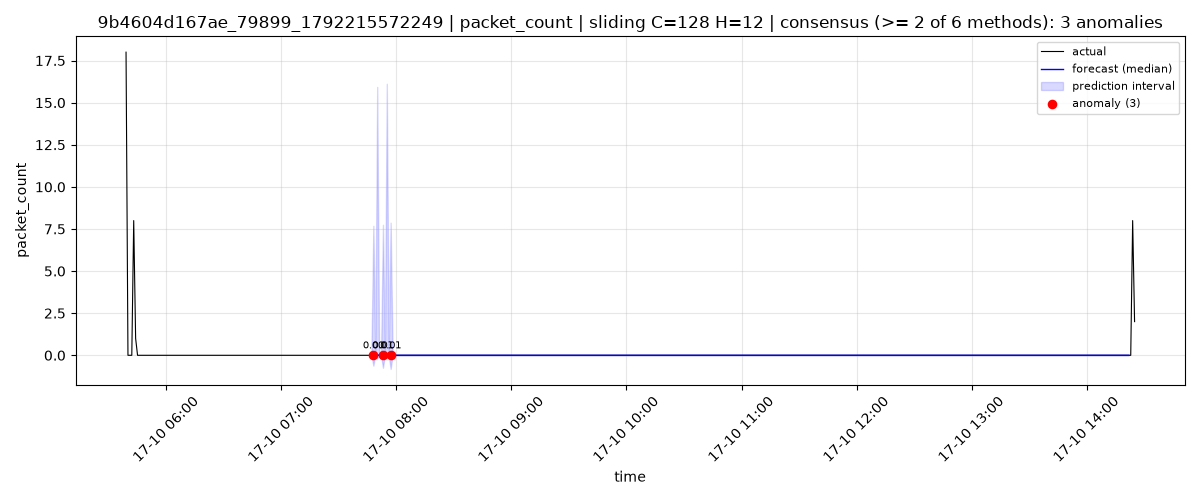 9b4604d167ae_79899_1792215572249 | packet_count | sliding C=128 H=12 | consensus (>= 2 of 6 methods): 3 anomalies
actual
forecast (median)
prediction interval
anomaly (3)
packet_count
17.5
15.0
12.5
10.0
7.5
5.0
2.5
0.0
17-10 06:00
17-10 07:00
17-10 08:00
17-10 09:00
17-10 10:00
17-10 11:00
17-10 12:00
17-10 13:00
17-10 14:00
time